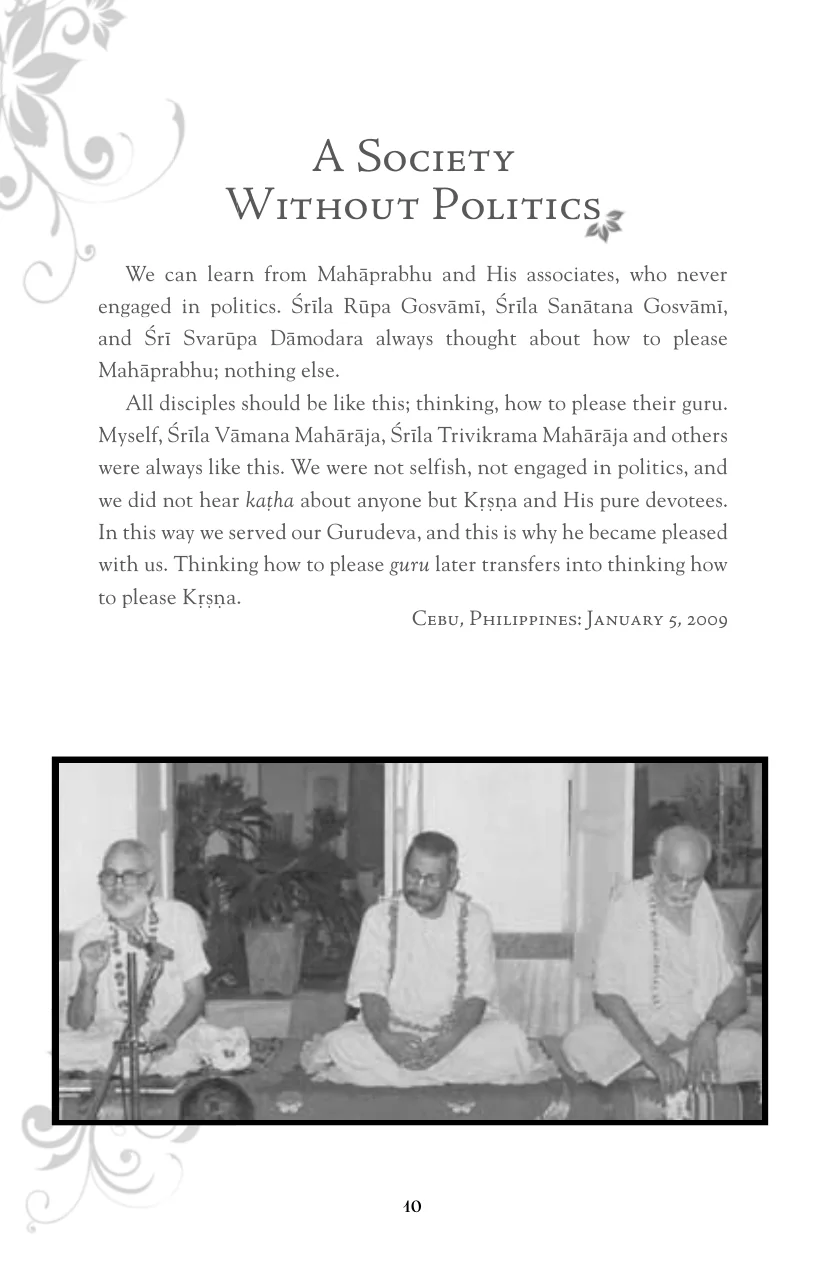 A Society
Without Politics
We can learn from Mahāprabhu and His associates, who never
engaged in politics. Śrīla Rūpa Gosvāmī, Śrīla Sanātana Gosvāmī,
and Śrī Svarūpa Dāmodara always thought about how to please
Mahāprabhu; nothing else.
All disciples should be like this; thinking, how to please their guru.
Myself, Śrīla Vāmana Mahārāja, Śrīla Trivikrama Mahārāja and others
were always like this. We were not selfish, not engaged in politics, and
we did not hear kaṭha about anyone but Kṛṣṇa and His pure devotees.
In this way we served our Gurudeva, and this is why he became pleased
with us. Thinking how to please guru later transfers into thinking how
to please Kṛṣṇa.
Cebu, Philippines: January 5, 2009
10